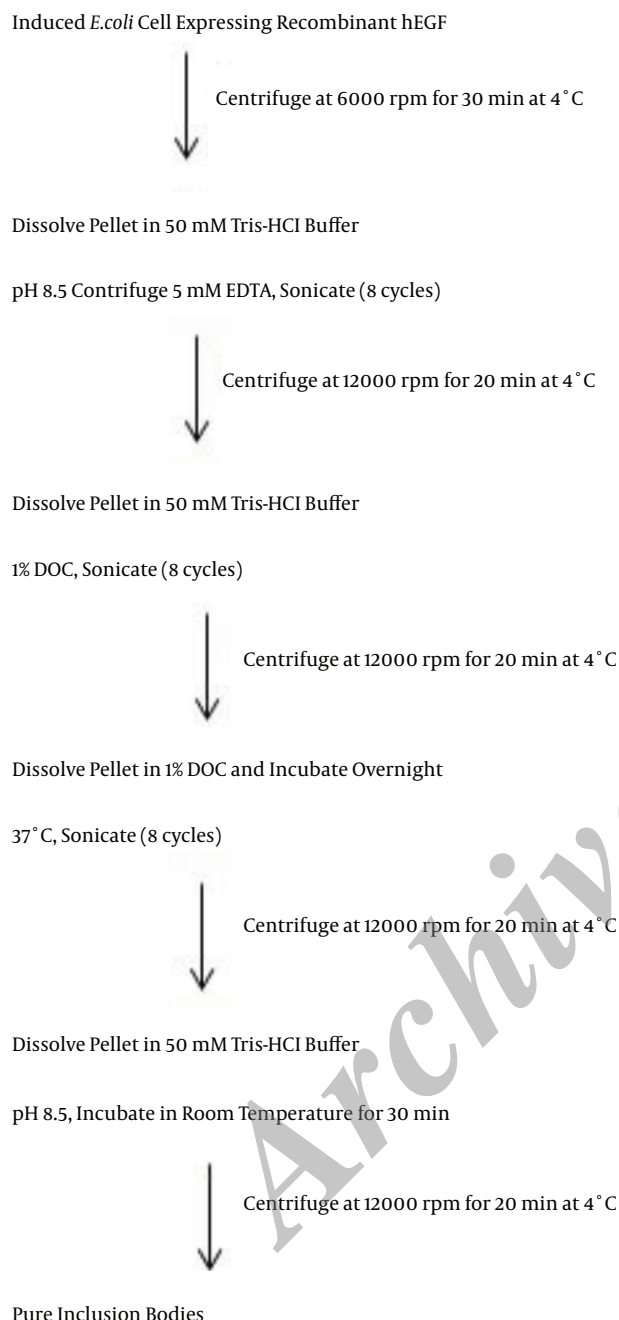 Induced E.coli Cell Expressing Recombinant hEGF
Centrifuge at 6000 rpm for 30 min at 4˚C
Dissolve Pellet in 50 mM Tris-HCI Buffer
pH 8.5 Contrifuge 5 mM EDTA, Sonicate (8 cycles)
Centrifuge at 12000 rpm for 20 min at 4˚C
Dissolve Pellet in 50 mM Tris-HCI Buffer
1% DOC, Sonicate (8 cycles)
Centrifuge at 12000 rpm for 20 min at 4˚C
Dissolve Pellet in 1% DOC and Incubate Overnight
37˚C, Sonicate (8 cycles)
Centrifuge at 12000 rpm for 20 min at 4˚C
Dissolve Pellet in 50 mM Tris-HCI Buffer
pH 8.5, Incubate in Room Temperature for 30 min
Centrifuge at 12000 rpm for 20 min at 4˚C
Pure Inclusion Bodies